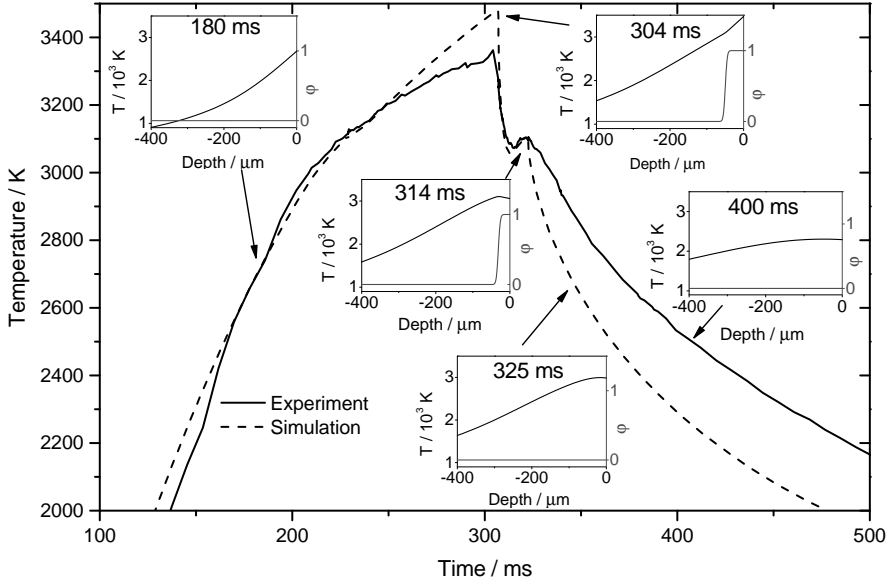 Temperature / K
3400
3200
3000
2800
2600
2400
2200
2000
100
200
300
400
500
Time / ms
Experiment
Simulation
180 ms
T / 10³ K
3
2
1
-400
-200
0
Depth / μm
φ
1
0
304 ms
T / 10³ K
3
2
1
-400
-200
0
Depth / μm
φ
1
0
314 ms
T / 10³ K
3
2
1
-400
-200
0
Depth / μm
φ
1
0
400 ms
T / 10³ K
3
2
1
-400
-200
0
Depth / μm
φ
1
0
325 ms
T / 10³ K
3
2
1
-400
-200
0
Depth / μm
φ
1
0